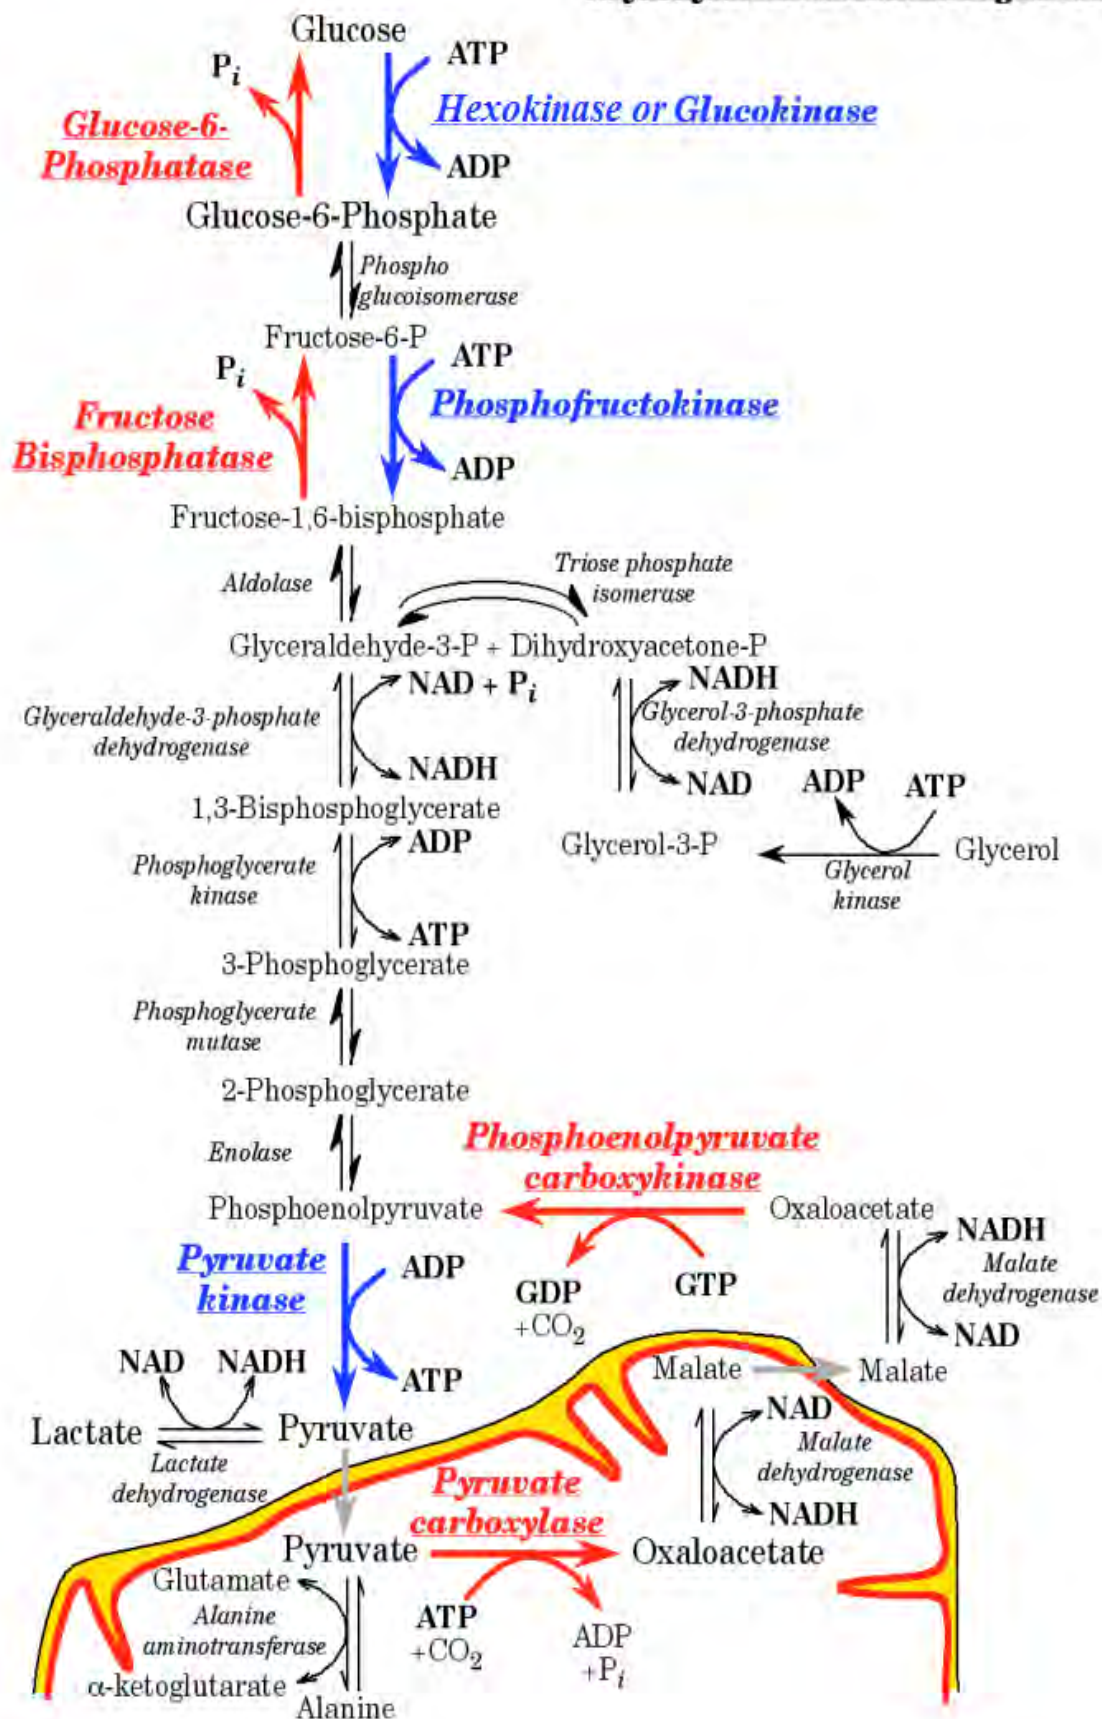 Glucose
P_i
ATP
Hexokinase or Glucokinase
Glucose-6-
Phosphatase
ADP
Glucose-6-Phosphate
Phospho
glucoisomerase
Fructose-6-P
P_i
ATP
Phosphofructokinase
Fructose
Bisphosphatase
ADP
Fructose-1,6-bisphosphate
Aldolase
Triose phosphate
isomerase
Glyceraldehyde-3-P + Dihydroxyacetone-P
NAD + P_i
NADH
Glyceraldehyde-3-phosphate
dehydrogenase
Glycerol-3-phosphate
dehydrogenase
NADH
NAD
ADP
ATP
1,3-Bisphosphoglycerate
ADP
Glycerol-3-P
Glycerol
Glycerol
kinase
Phosphoglycerate
kinase
ATP
3-Phosphoglycerate
Phosphoglycerate
mutase
2-Phosphoglycerate
Enolase
Phosphoenolpyruvate
carboxykinase
Phosphoenolpyruvate
Oxaloacetate
NADH
Malate
dehydrogenase
NAD
Pyruvate
kinase
ADP
GDP
+CO₂
GTP
ATP
NAD
NADH
Malate
Malate
Lactate
Pyruvate
Lactate
dehydrogenase
NAD
Malate
dehydrogenase
NADH
Pyruvate
carboxylase
Pyruvate
Oxaloacetate
Glutamate
Alanine
aminotransferase
ATP
+CO₂
ADP
+P_i
α-ketoglutarate
Alanine